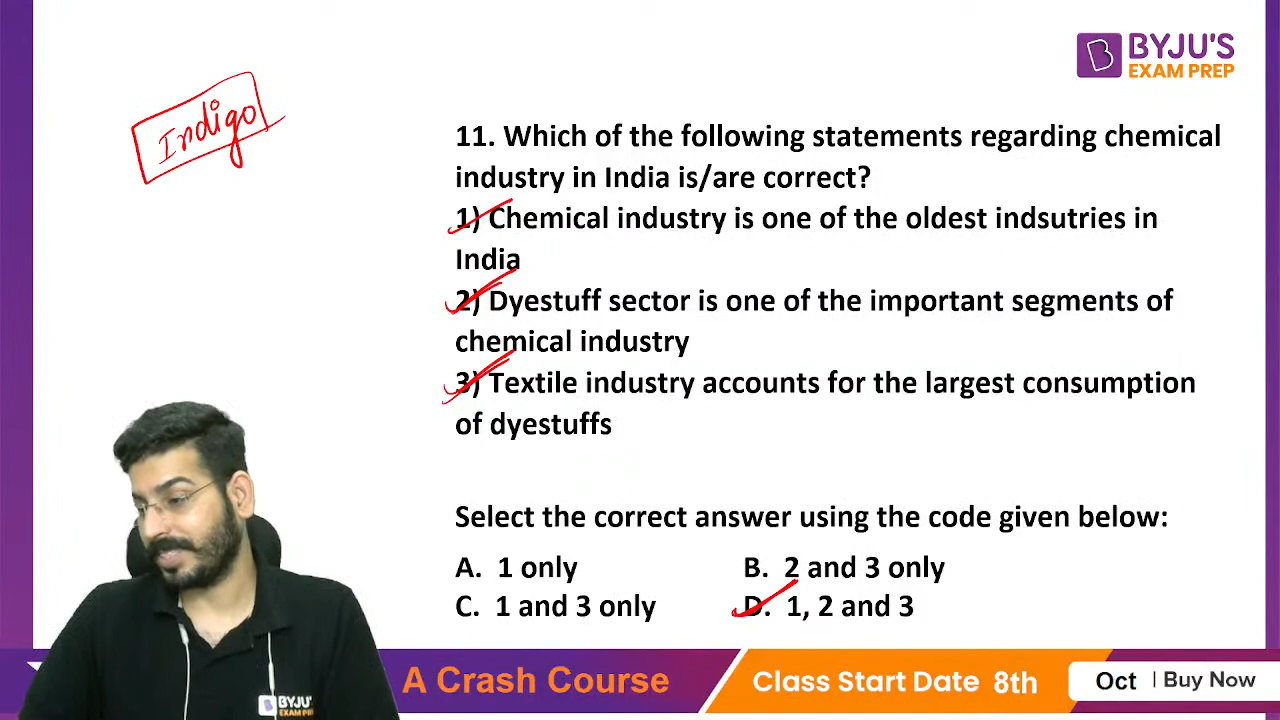 BYJU'S
EXAM PREP
Indigo
11. Which of the following statements regarding chemical
industry in India is/are correct?
1) Chemical industry is one of the oldest indsutries in
India
2) Dyestuff sector is one of the important segments of
chemical industry
3) Textile industry accounts for the largest consumption
of dyestuffs
Select the correct answer using the code given below:
A. 1 only
B. 2 and 3 only
C. 1 and 3 only
D. 1, 2 and 3
BYJU'S
EXAM PREP
A Crash Course
Class Start Date 8th
Oct | Buy Now